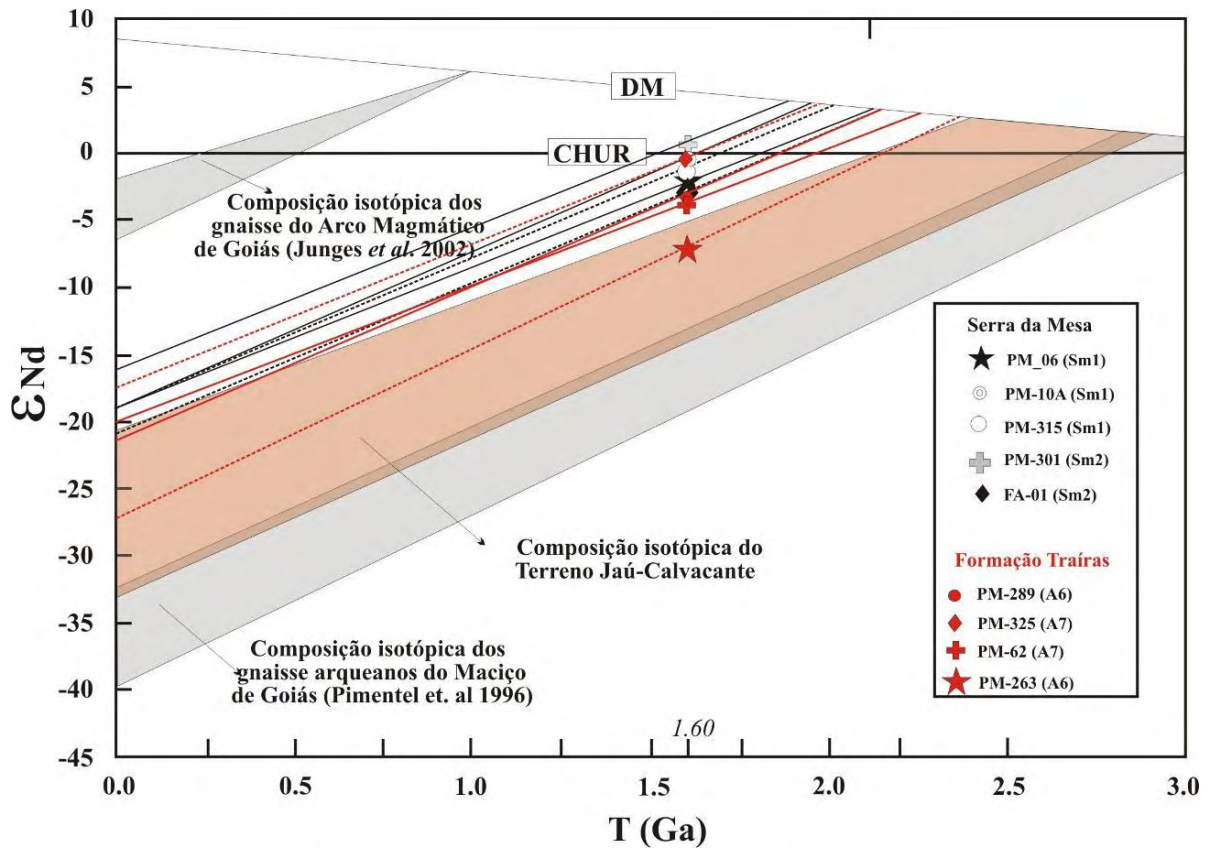 10
5
0
-5
-10
-15
-20
-25
-30
-35
-40
-45
εNd
DM
CHUR
Composição isotópica dos
gnaisse do Arco Magmático
de Goiás (Junges et al. 2002)
Composição isotópica do
Terreno Jaú-Calvacante
Composição isotópica dos
gnaisse arqueanos do Maciço
de Goiás (Pimentel et. al 1996)
Serra da Mesa
PM_06 (Sm1)
PM-10A (Sm1)
PM-315 (Sm1)
PM-301 (Sm2)
FA-01 (Sm2)
Formação Traíras
PM-289 (A6)
PM-325 (A7)
PM-62 (A7)
PM-263 (A6)
1.60
0.0 0.5 1.0 1.5 2.0 2.5 3.0
T (Ga)